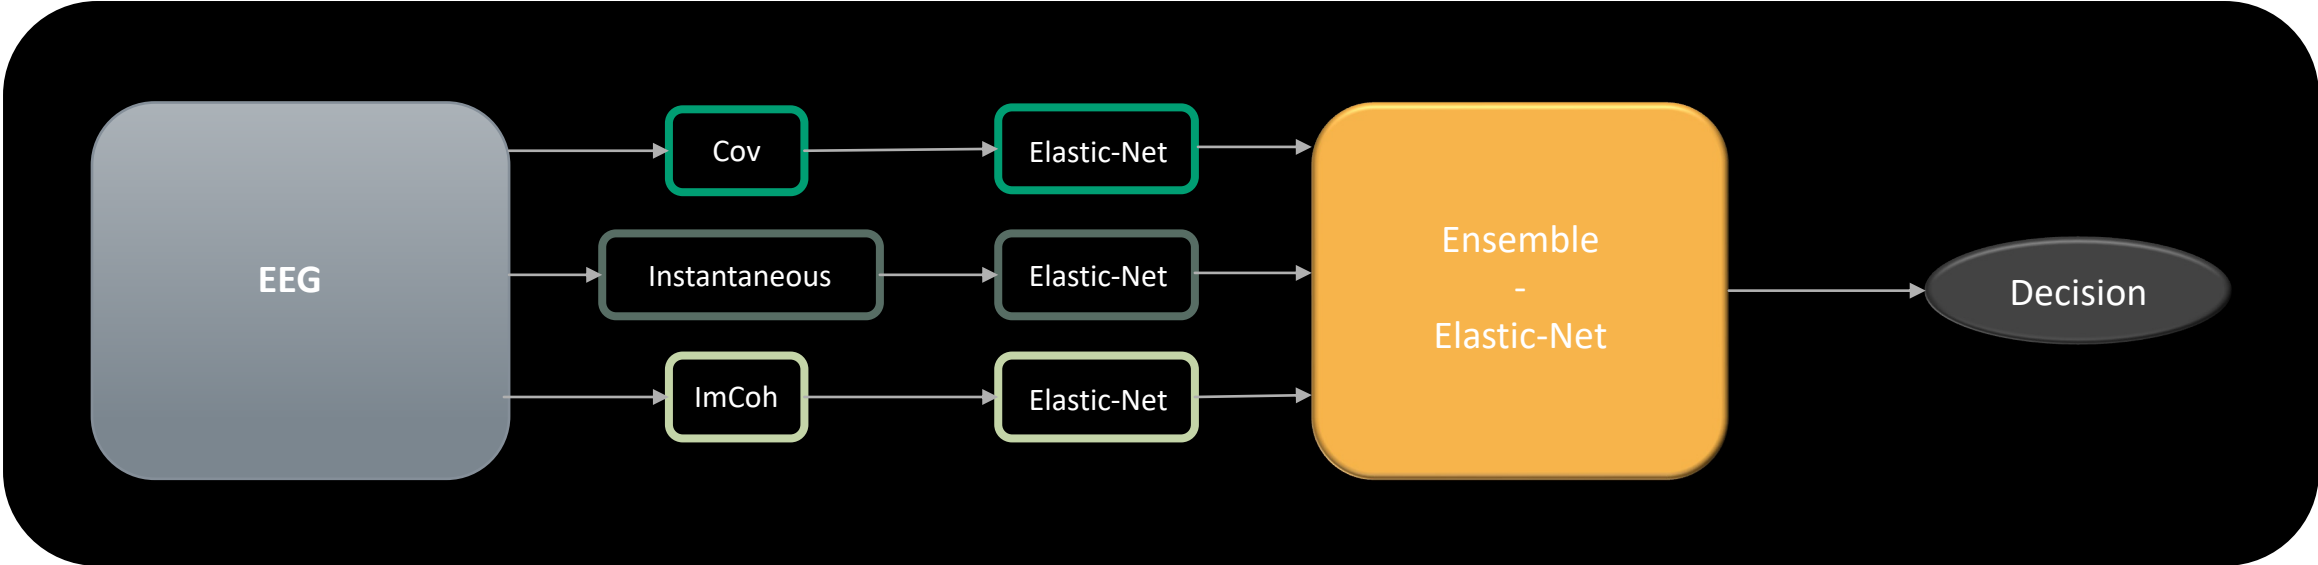 EEG
Cov
Elastic-Net
Instantaneous
Elastic-Net
ImCoh
Elastic-Net
Ensemble
-
Elastic-Net
Decision